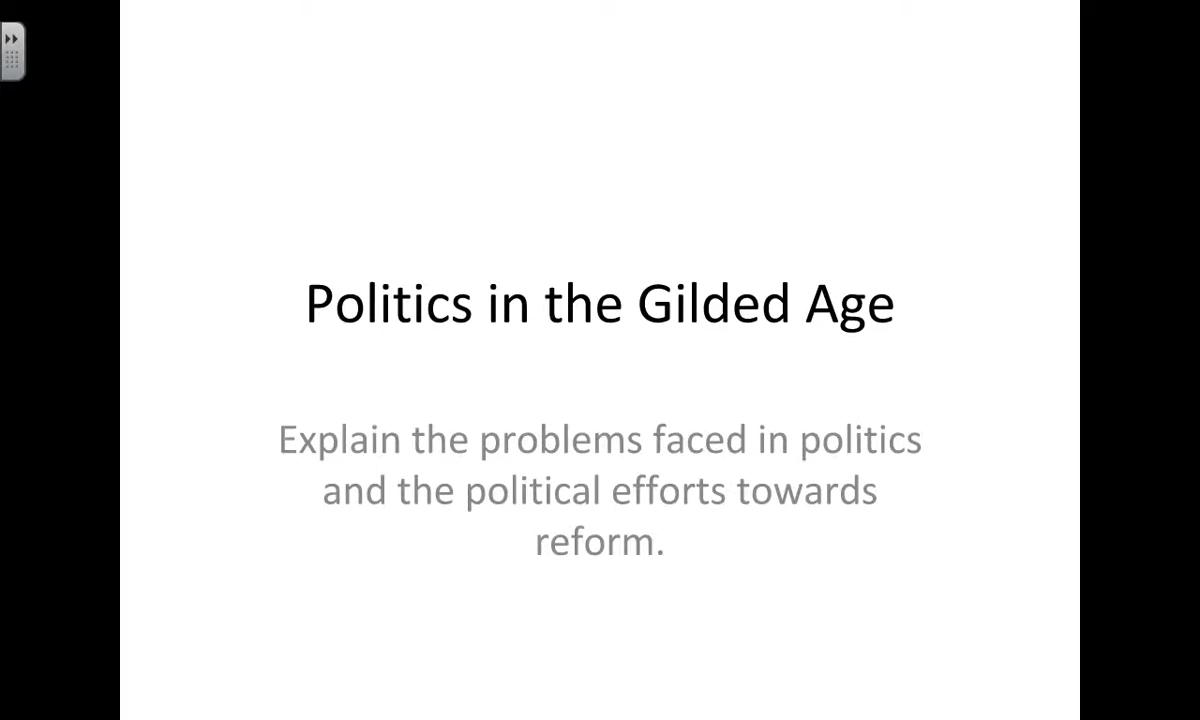 Politics in the Gilded Age
Explain the problems faced in politics
and the political efforts towards
reform.